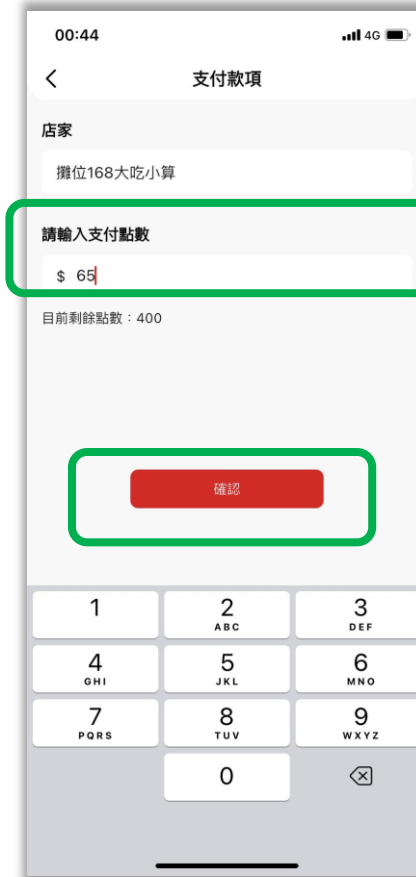 00:44
4G
支付款項
店家
攤位168大吃小算
請輸入支付點數
$ 65
目前剩餘點數：400
確認
1 2 3
ABC DEF
4 5 6
GHI JKL MNO
7 8 9
PQRS TUV WXYZ
0